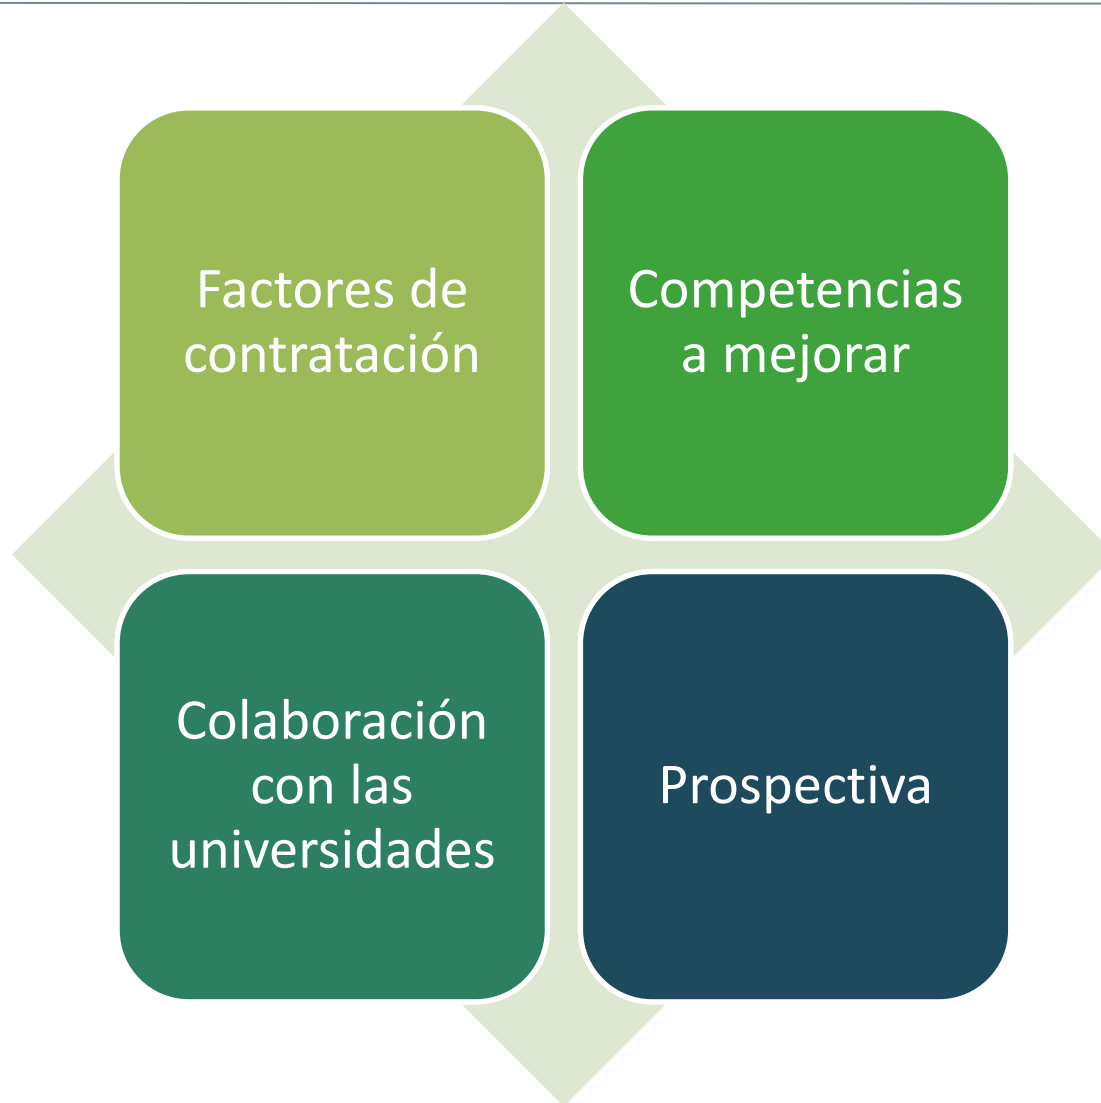 Factores de
contratación
Competencias
a mejorar
Colaboración
con las
universidades
Prospectiva